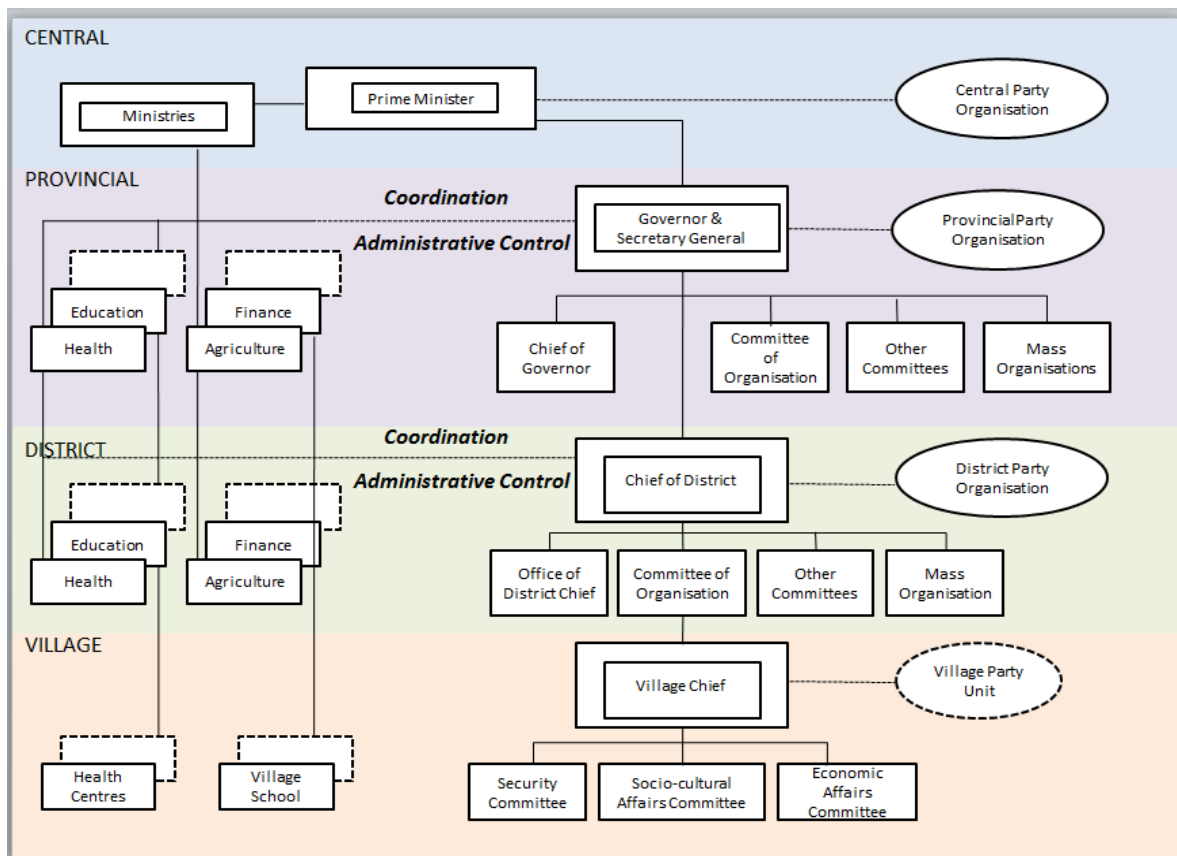 CENTRAL
Prime Minister
Ministries
Central Party
Organisation
PROVINCIAL
Coordination
Administrative Control
Governor &
Secretary General
Provincial Party
Organisation
Education
Health
Finance
Agriculture
Chief of
Governor
Committee
of
Organisation
Other
Committees
Mass
Organisations
DISTRICT
Coordination
Administrative Control
Chief of District
District Party
Organisation
Education
Health
Finance
Agriculture
Office of
District Chief
Committee of
Organisation
Other
Committees
Mass
Organisation
VILLAGE
Village Chief
Village Party
Unit
Health
Centres
Village
School
Security
Committee
Socio-cultural
Affairs Committee
Economic
Affairs
Committee